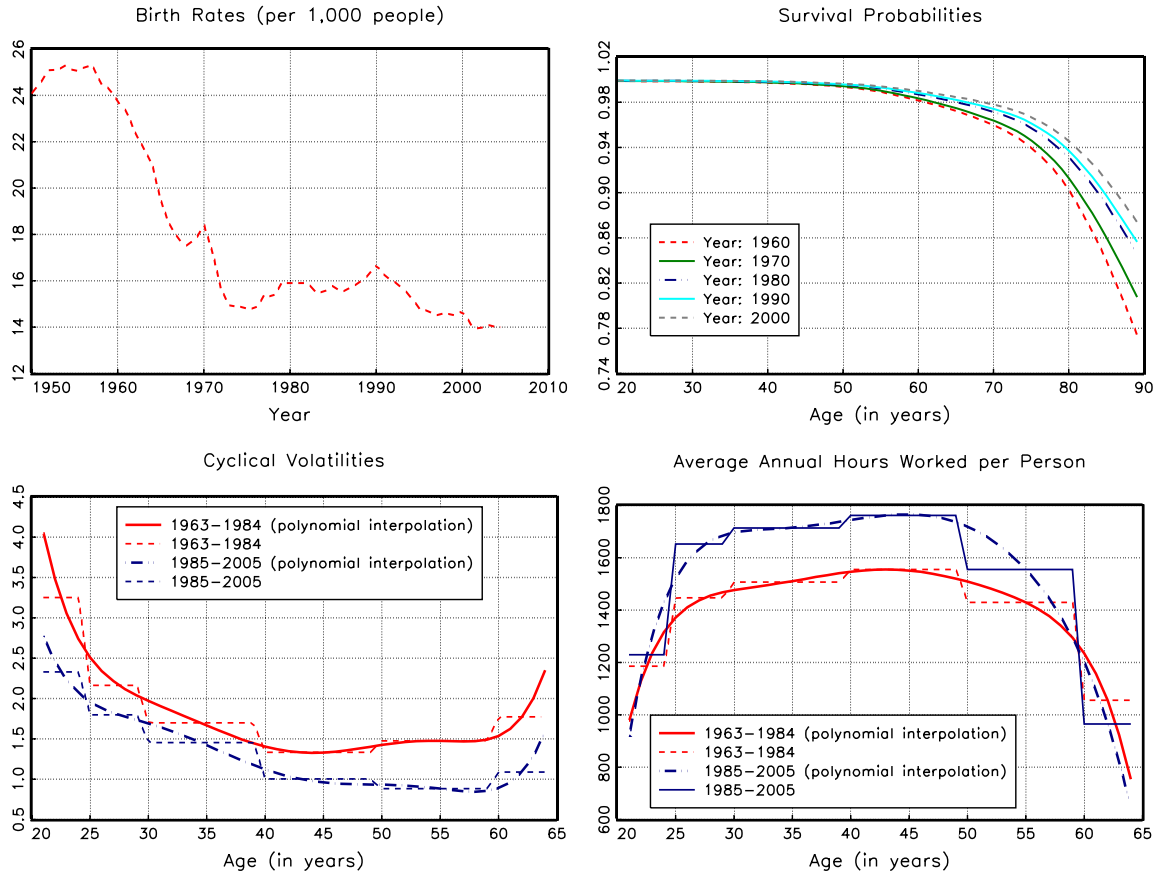 Birth Rates (per 1,000 people)
26
24
22
20
18
16
14
12
1950 1960 1970 1980 1990 2000 2010
Year
Survival Probabilities
1.02
0.98
0.94
0.90
0.86
0.82
0.78
0.74
Year: 1960
Year: 1970
Year: 1980
Year: 1990
Year: 2000
20 30 40 50 60 70 80 90
Age (in years)
Cyclical Volatilities
4.5
4.0
3.5
3.0
2.5
2.0
1.5
1.0
0.5
1963-1984 (polynomial interpolation)
1963-1984
1985-2005 (polynomial interpolation)
1985-2005
20 25 30 35 40 45 50 55 60 65
Age (in years)
Average Annual Hours Worked per Person
1800
1600
1400
1200
1000
800
600
1963-1984 (polynomial interpolation)
1963-1984
1985-2005 (polynomial interpolation)
1985-2005
20 25 30 35 40 45 50 55 60 65
Age (in years)